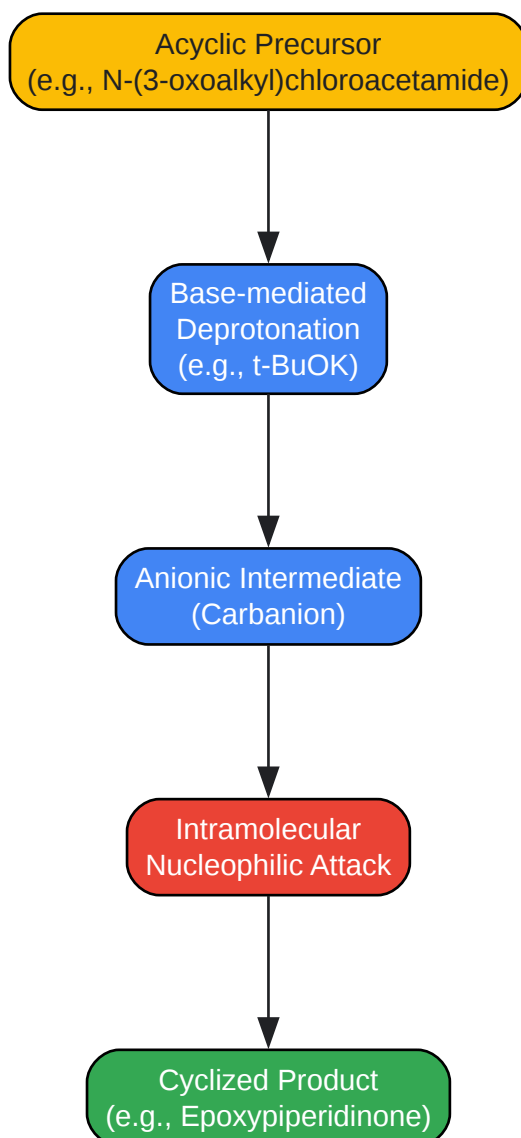 Acyclic Precursor
(e.g., N-(3-oxoalkyl)chloroacetamide)
Base-mediated
Deprotonation
(e.g., t-BuOK)
Anionic Intermediate
(Carbanion)
Intramolecular
Nucleophilic Attack
Cyclized Product
(e.g., Epoxypiperidinone)